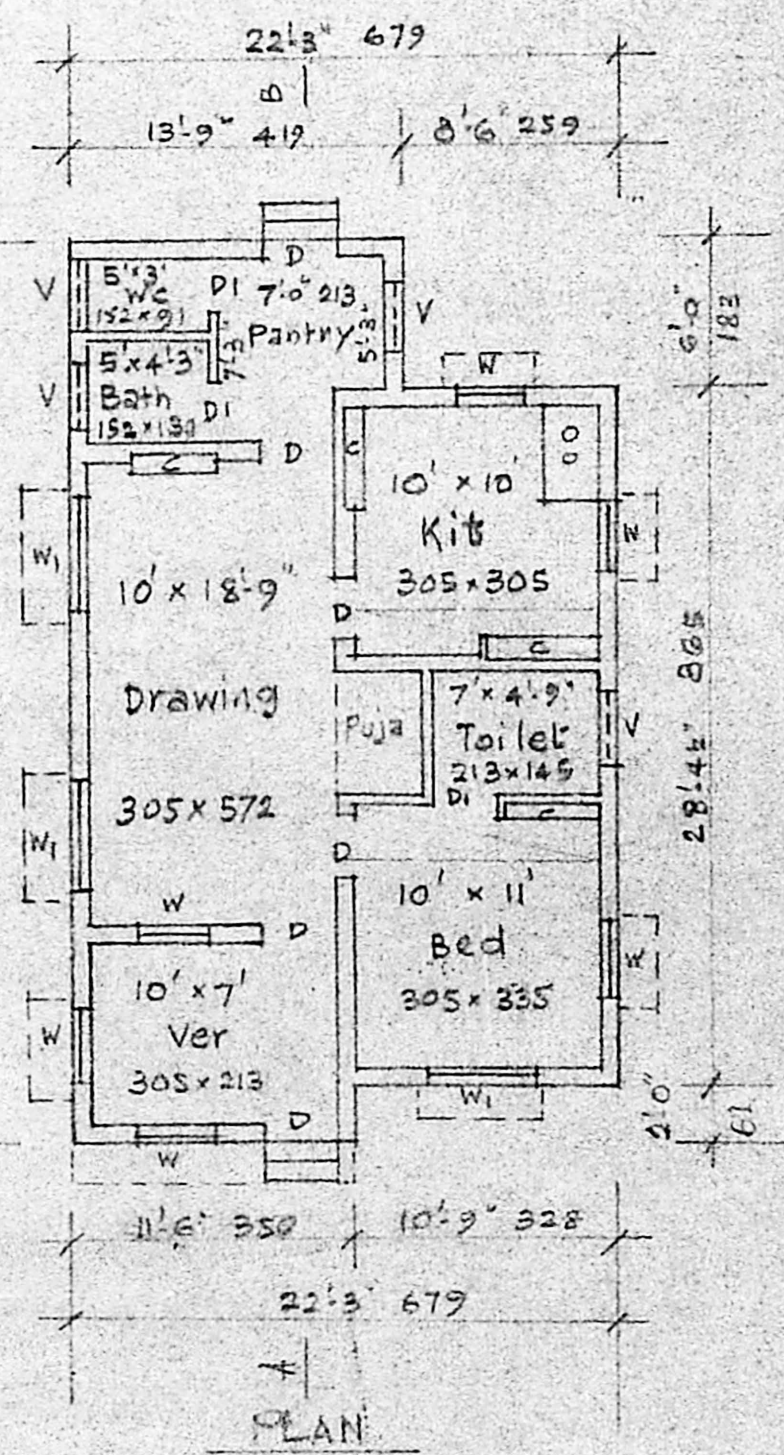 22'-3" 679
B
13'-9" 419 8'-6" 259
6'-0" 183
D
V 5'x3' D1 7'-0" 213 V
WC
152 x 91 Pantry 5'-3"
7'-3"
V 5'x4'-3"
Bath D1
152 x 130
C D
W
C
10' x 10'
Kit
305 x 305
W
C
D
W1
10' x 18'-9"
Drawing
305 x 572
W1
Puja
7' x 4'-9"
Toilet
213 x 145
V
D1 C
28'-4½" 865
D
10' x 11'
Bed
305 x 335
W
W1
W D
10' x 7'
Ver
305 x 213
W
D
W
2'-0" 61
11'-6" 350 10'-9" 328
22'-3" 679
A
PLAN